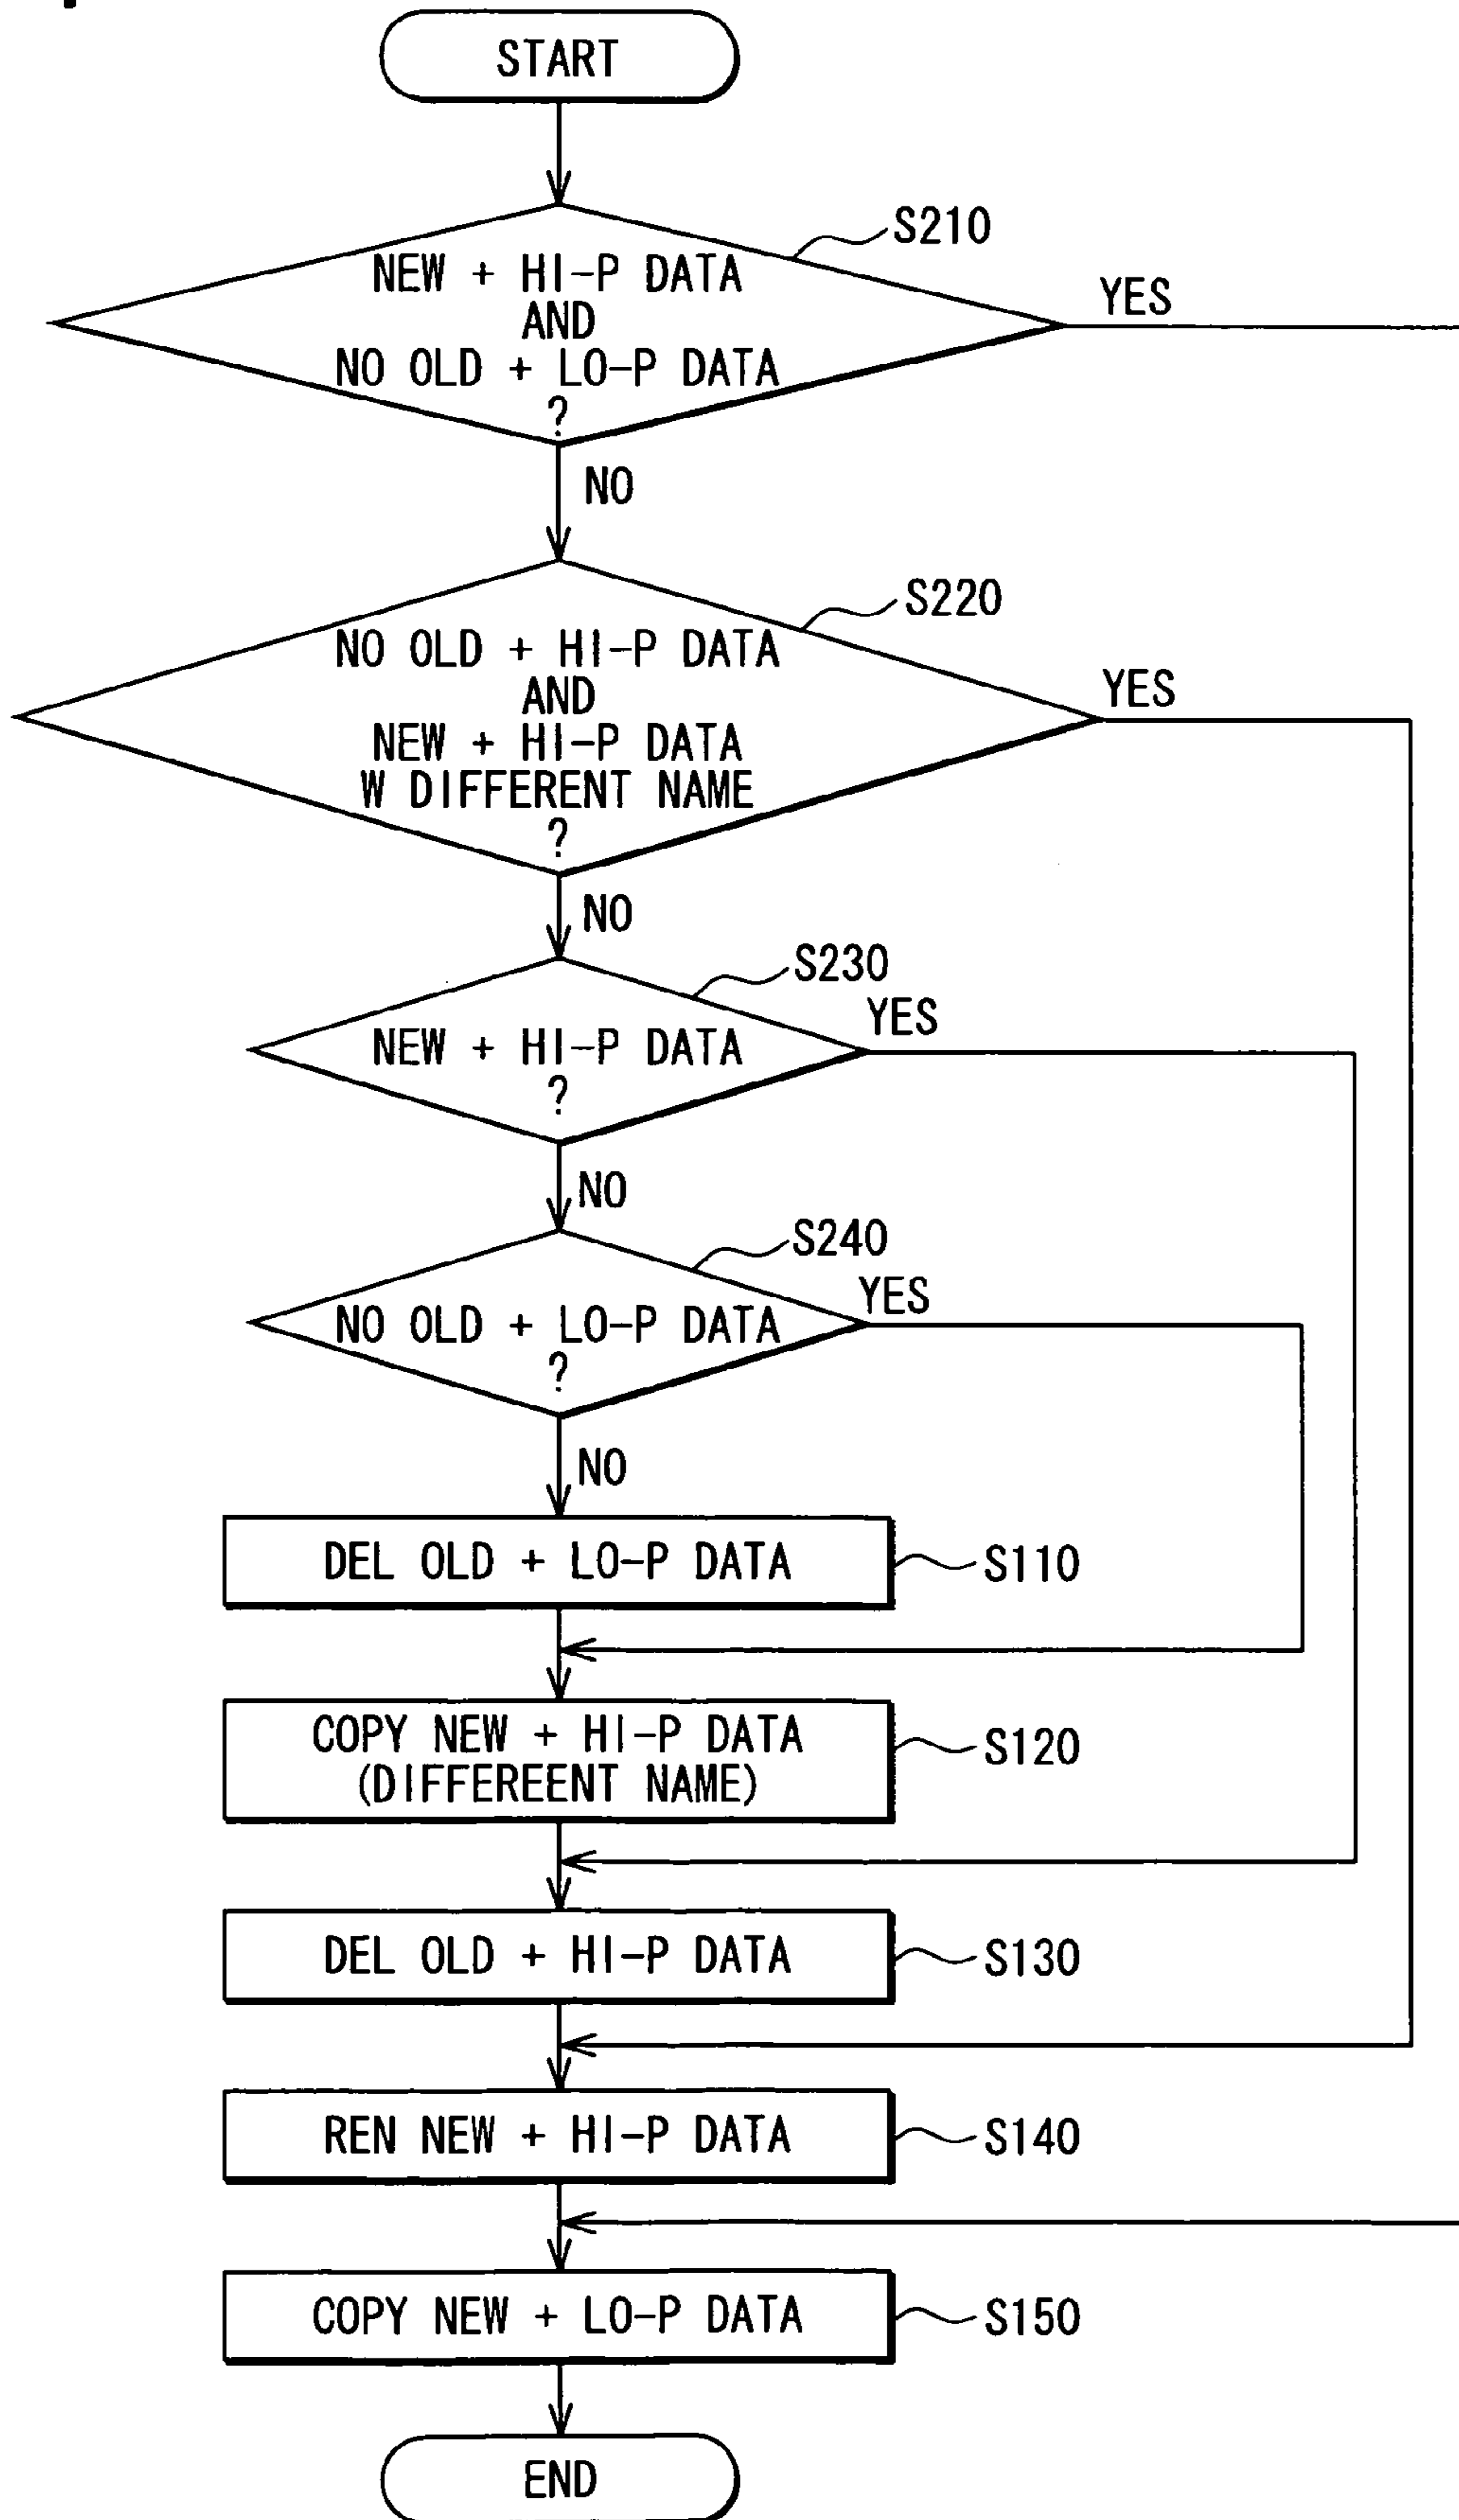 START
S210
NEW + HI-P DATA
AND
NO OLD + LO-P DATA
?
YES
NO
S220
NO OLD + HI-P DATA
AND
NEW + HI-P DATA
W DIFFERENT NAME
?
YES
NO
S230
NEW + HI-P DATA
?
YES
NO
S240
NO OLD + LO-P DATA
?
YES
NO
DEL OLD + LO-P DATA
S110
COPY NEW + HI-P DATA
(DIFFEREENT NAME)
S120
DEL OLD + HI-P DATA
S130
REN NEW + HI-P DATA
S140
COPY NEW + LO-P DATA
S150
END